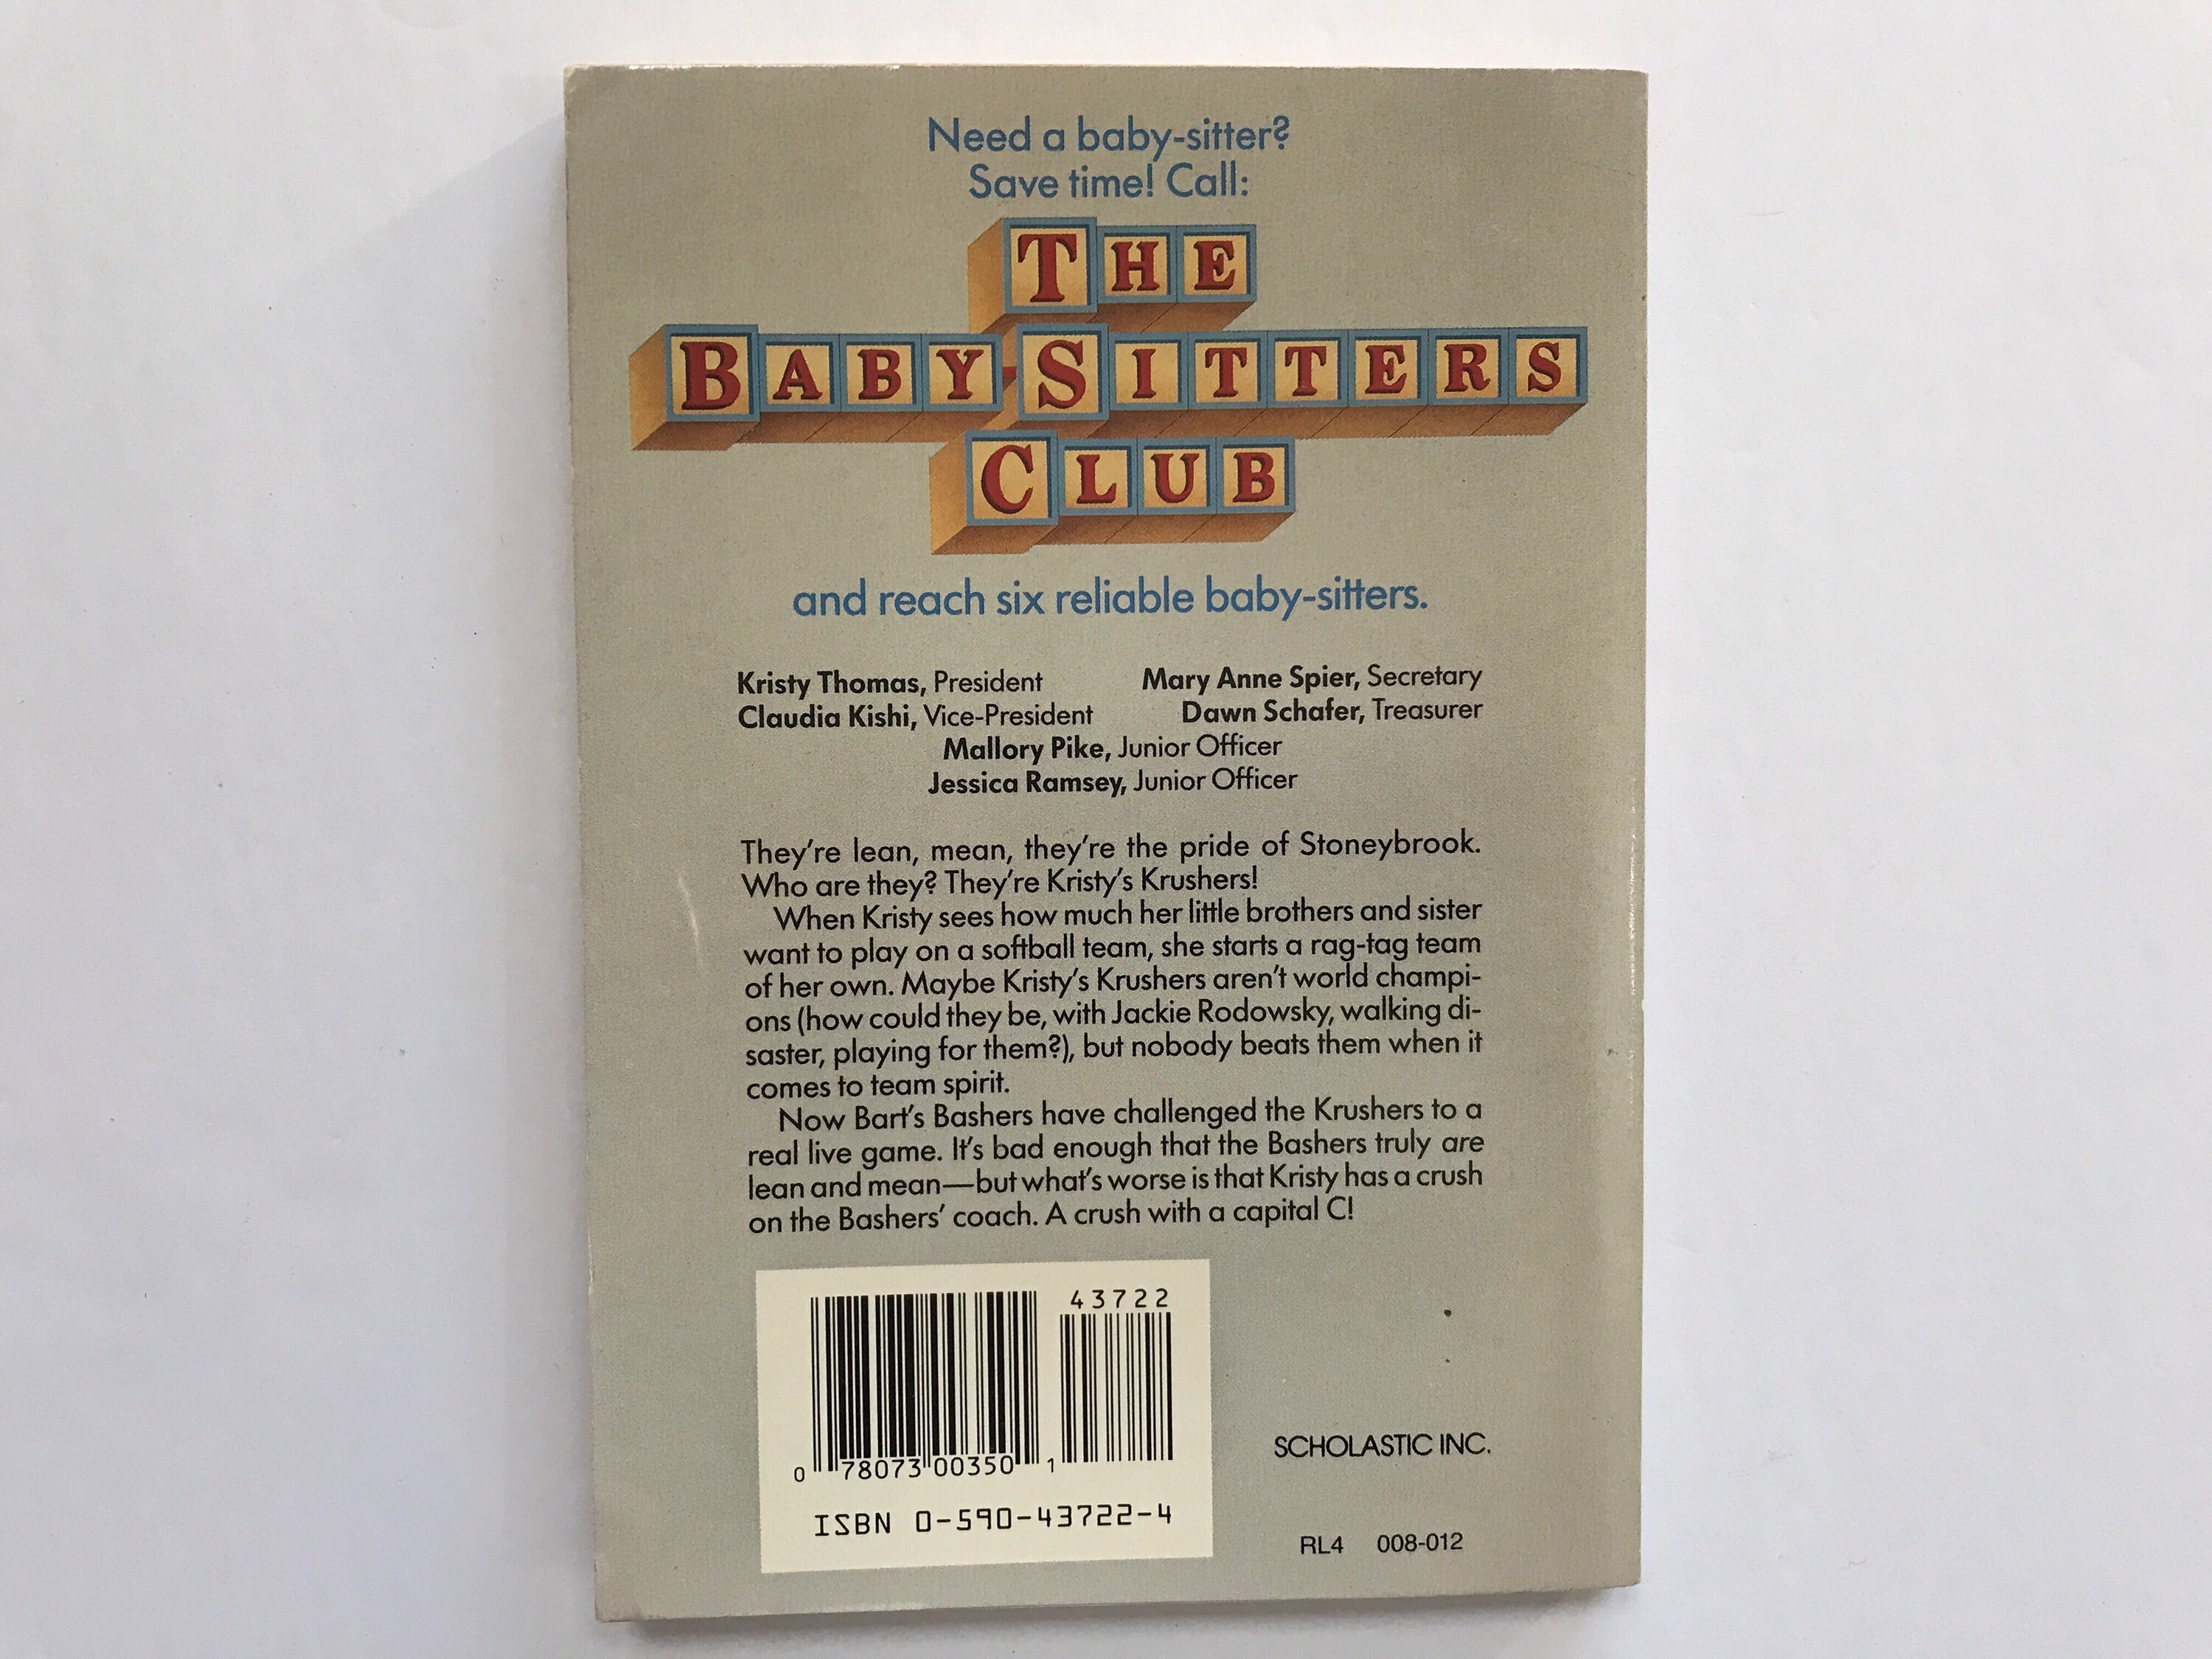 Need a baby-sitter?
Save time! Call:
THE
BABY-SITTERS
CLUB
and reach six reliable baby-sitters.
Kristy Thomas, President Mary Anne Spier, Secretary
Claudia Kishi, Vice-President Dawn Schafer, Treasurer
Mallory Pike, Junior Officer
Jessica Ramsey, Junior Officer
They're lean, mean, they're the pride of Stoneybrook.
Who are they? They're Kristy's Krushers!
When Kristy sees how much her little brothers and sister
want to play on a softball team, she starts a rag-tag team
of her own. Maybe Kristy's Krushers aren't world champi-
ons (how could they be, with Jackie Rodowsky, walking di-
saster, playing for them?), but nobody beats them when it
comes to team spirit.
Now Bart's Bashers have challenged the Krushers to a
real live game. It's bad enough that the Bashers truly are
lean and mean—but what's worse is that Kristy has a crush
on the Bashers' coach. A crush with a capital C!
43722
0 78073 00350 1
ISBN 0-590-43722-4
SCHOLASTIC INC.
RL4 008-012